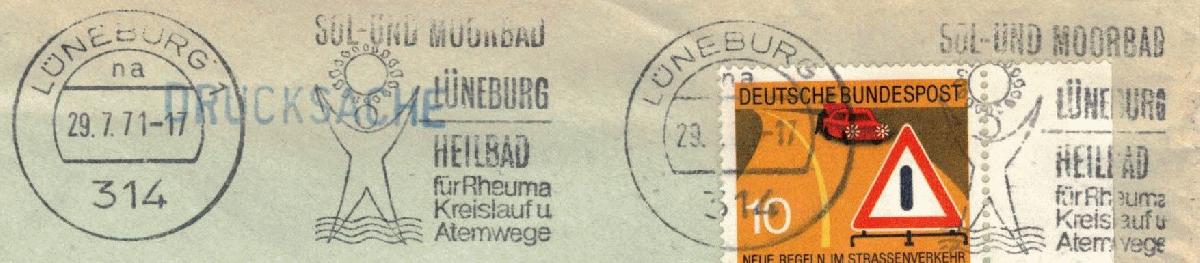 LÜNEBURG 1
na
29.7.71-17
314
DRUCKSACHE
SOL-UND MOORBAD
LÜNEBURG
HEILBAD
für Rheuma
Kreislauf u.
Atemwege
LÜNEBURG
na
29. -17
314
DEUTSCHE BUNDESPOST
10
NEUE REGELN IM STRASSENVERKEHR
SOL-UND MOORBAD
LÜNEBURG
HEILBAD
für Rheuma
Kreislauf u
Atemwege